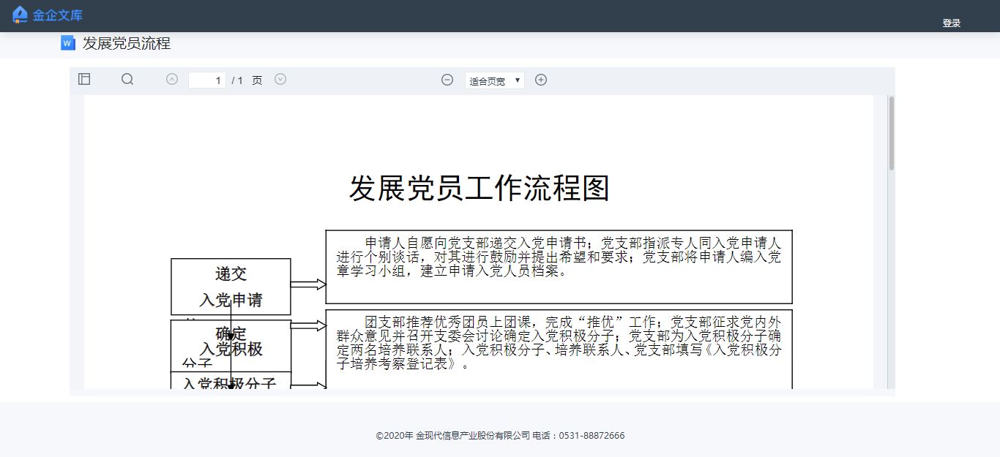 金企文库
登录
发展党员流程
1 / 1 页
适合页宽
发展党员工作流程图
申请人自愿向党支部递交入党申请书；党支部指派专人同入党申请人
进行个别谈话，对其进行鼓励并提出希望和要求；党支部将申请人编入党
章学习小组，建立申请入党人员档案。
递交
入党申请
团支部推荐优秀团员上团课，完成“推优”工作；党支部征求党内外
群众意见并召开支委会讨论确定入党积极分子；党支部为入党积极分子确
定两名培养联系人；入党积极分子、培养联系人、党支部填写《入党积极分
子培养考察登记表》。
确定
入党积极
分子
入党积极分子
©2020年 金现代信息产业股份有限公司 电话：0531-88872666